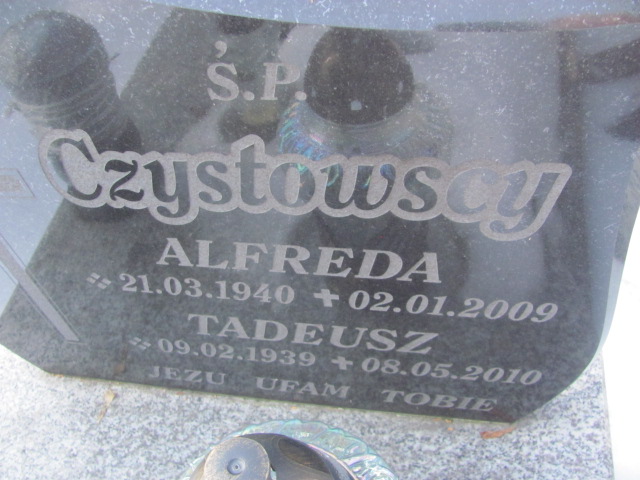 Ś.P.
Czystowscy
ALFREDA
21.03.1940 + 02.01.2009
TADEUSZ
09.02.1939 + 08.05.2010
JEZU UFAM TOBIE